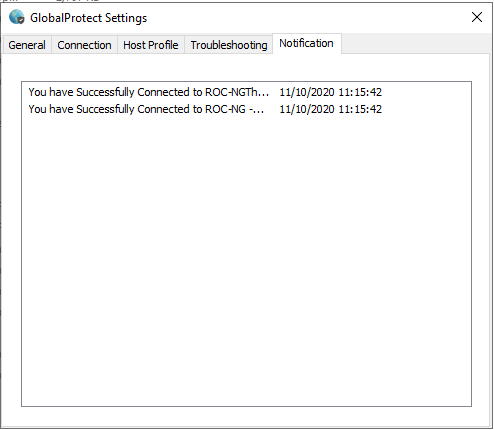 GlobalProtect Settings
General Connection Host Profile Troubleshooting Notification
You have Successfully Connected to ROC-NGTh... 11/10/2020 11:15:42
You have Successfully Connected to ROC-NG -... 11/10/2020 11:15:42